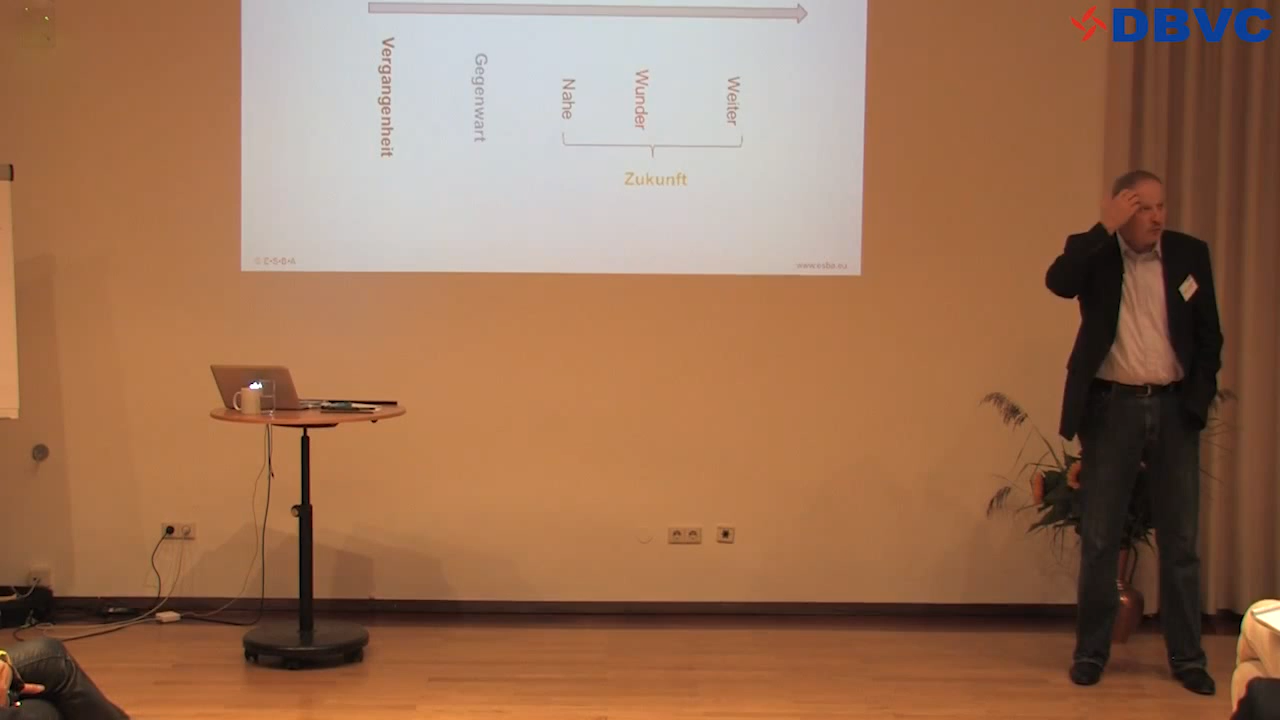 DBVC
Vergangenheit
Gegenwart
Nahe
Wunder
Weiter
Zukunft
© E•S•B•A
www.esba.eu